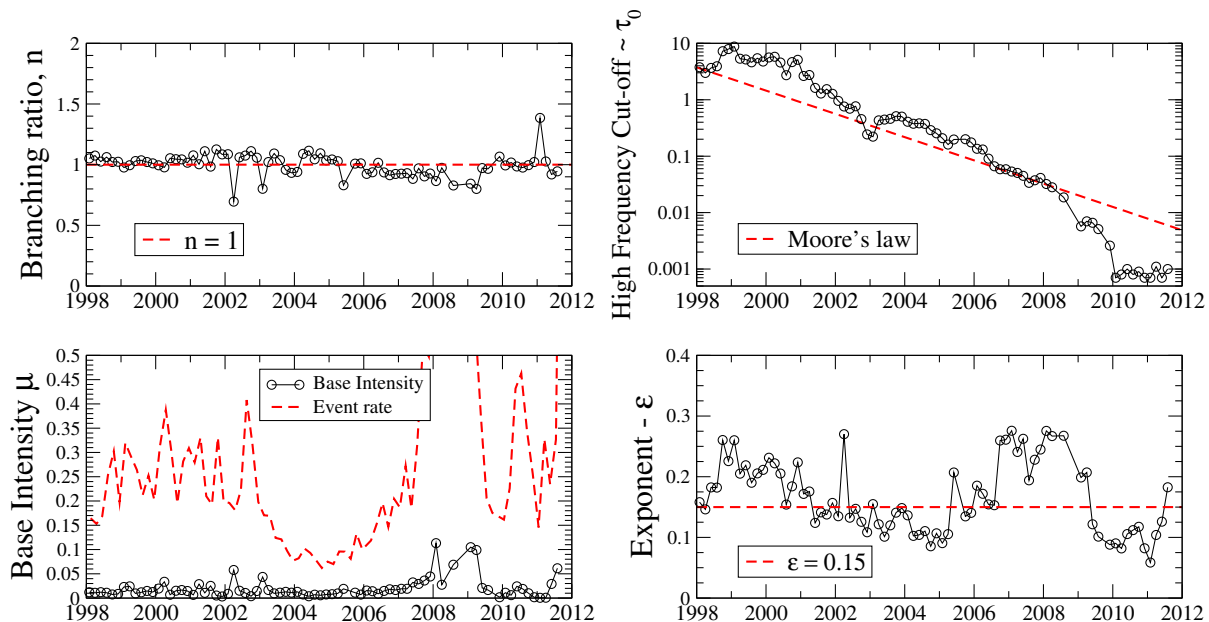 Branching ratio, n
2
1.5
1
0.5
0
n = 1
1998 2000 2002 2004 2006 2008 2010 2012
High Frequency Cut-off ~ τ0
10
1
0.1
0.01
0.001
Moore's law
1998 2000 2002 2004 2006 2008 2010 2012
Base Intensity μ
0.5
0.45
0.4
0.35
0.3
0.25
0.2
0.15
0.1
0.05
0
Base Intensity
Event rate
1998 2000 2002 2004 2006 2008 2010 2012
Exponent - ε
0.4
0.3
0.2
0.1
0
ε = 0.15
1998 2000 2002 2004 2006 2008 2010 2012